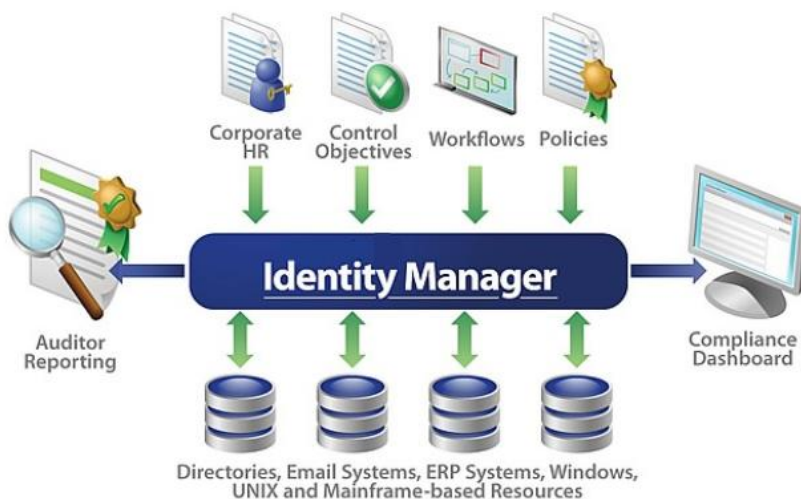 Corporate
HR
Control
Objectives
Workflows
Policies
Identity Manager
Auditor
Reporting
Compliance
Dashboard
Directories, Email Systems, ERP Systems, Windows,
UNIX and Mainframe-based Resources